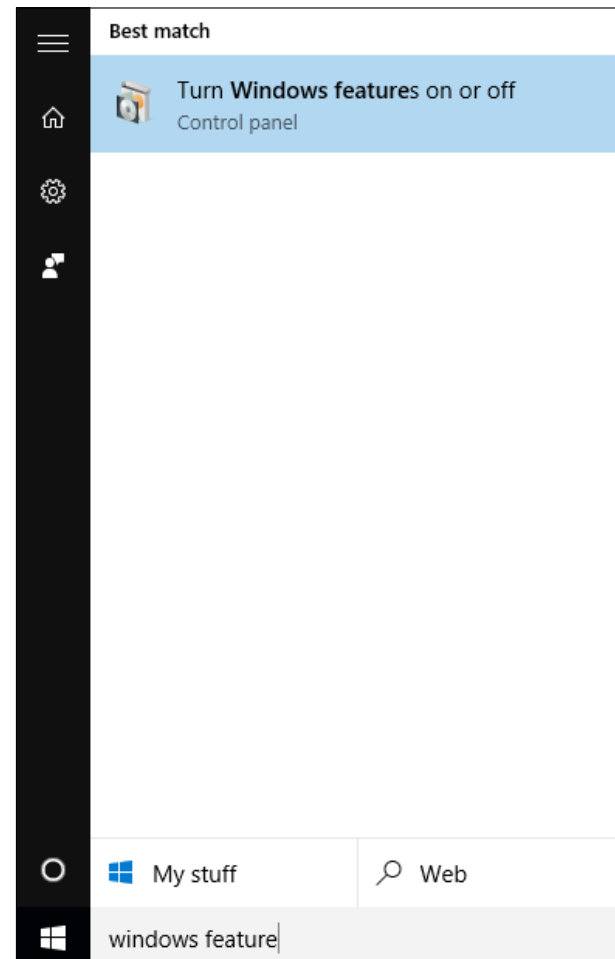 Best match
Turn Windows features on or off
Control panel
My stuff
Web
windows feature